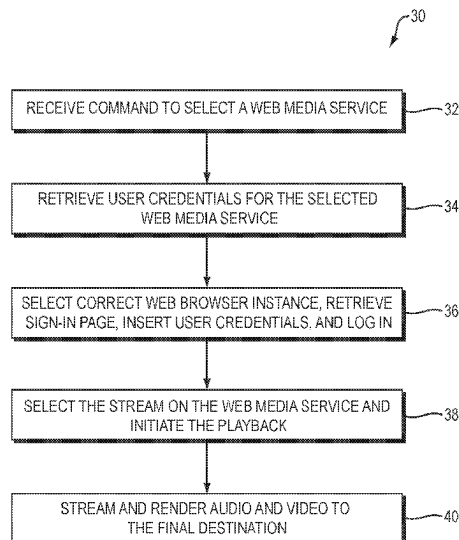 30
RECEIVE COMMAND TO SELECT A WEB MEDIA SERVICE
32
RETRIEVE USER CREDENTIALS FOR THE SELECTED
WEB MEDIA SERVICE
34
SELECT CORRECT WEB BROWSER INSTANCE, RETRIEVE
SIGN-IN PAGE, INSERT USER CREDENTIALS, AND LOG IN
36
SELECT THE STREAM ON THE WEB MEDIA SERVICE AND
INITIATE THE PLAYBACK
38
STREAM AND RENDER AUDIO AND VIDEO TO
THE FINAL DESTINATION
40